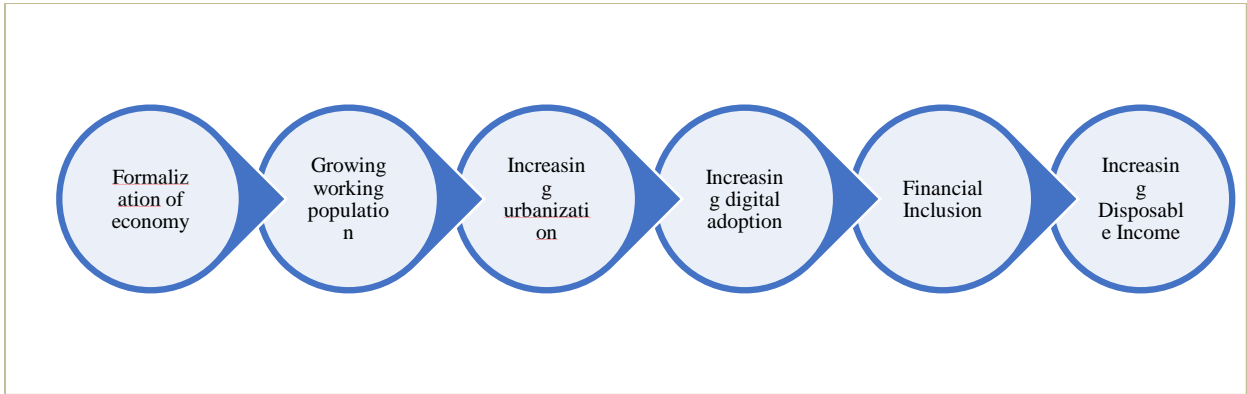 Formaliz
ation of
economy
Growing
working
populatio
n
Increasin
g
urbanizati
on
Increasin
g digital
adoption
Financial
Inclusion
Increasin
g
Disposabl
e Income